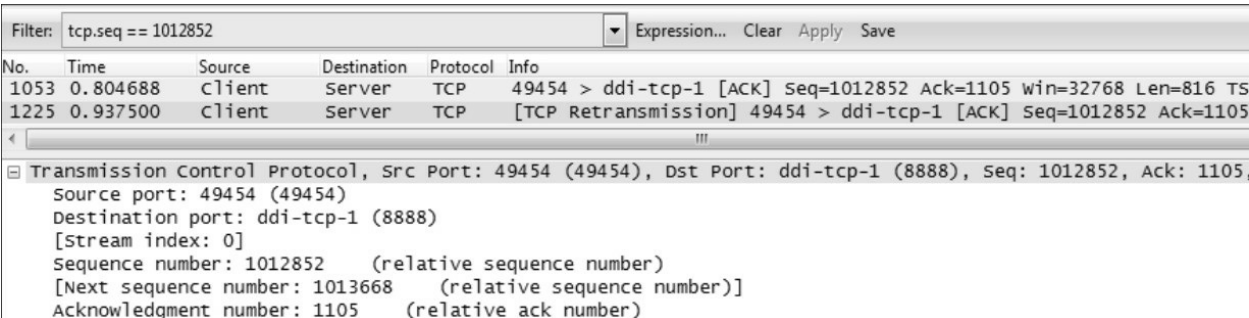 Filter: tcp.seq == 1012852 Expression... Clear Apply Save
No. Time Source Destination Protocol Info
1053 0.804688 Client Server TCP 49454 > ddi-tcp-1 [ACK] Seq=1012852 Ack=1105 Win=32768 Len=816 TS
1225 0.937500 Client Server TCP [TCP Retransmission] 49454 > ddi-tcp-1 [ACK] Seq=1012852 Ack=1105
Transmission Control Protocol, Src Port: 49454 (49454), Dst Port: ddi-tcp-1 (8888), Seq: 1012852, Ack: 1105,
Source port: 49454 (49454)
Destination port: ddi-tcp-1 (8888)
[Stream index: 0]
Sequence number: 1012852 (relative sequence number)
[Next sequence number: 1013668 (relative sequence number)]
Acknowledgment number: 1105 (relative ack number)